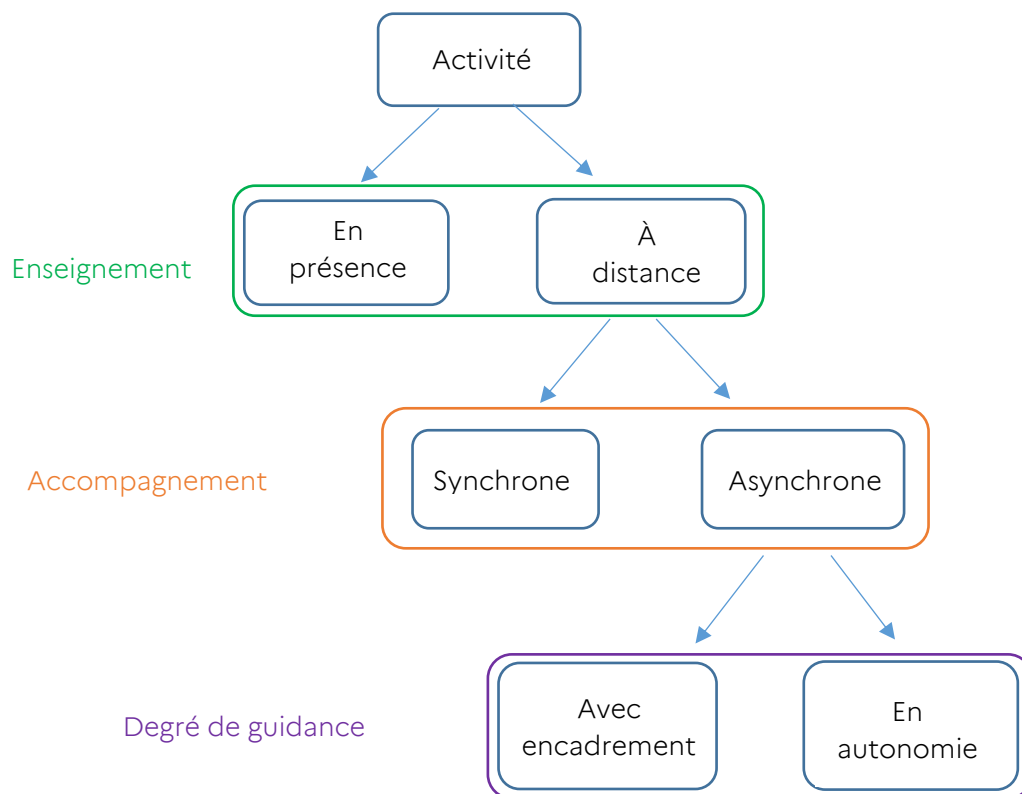 Activité
Enseignement
En
présence
À
distance
Accompagnement
Synchrone
Asynchrone
Degré de guidance
Avec
encadrement
En
autonomie